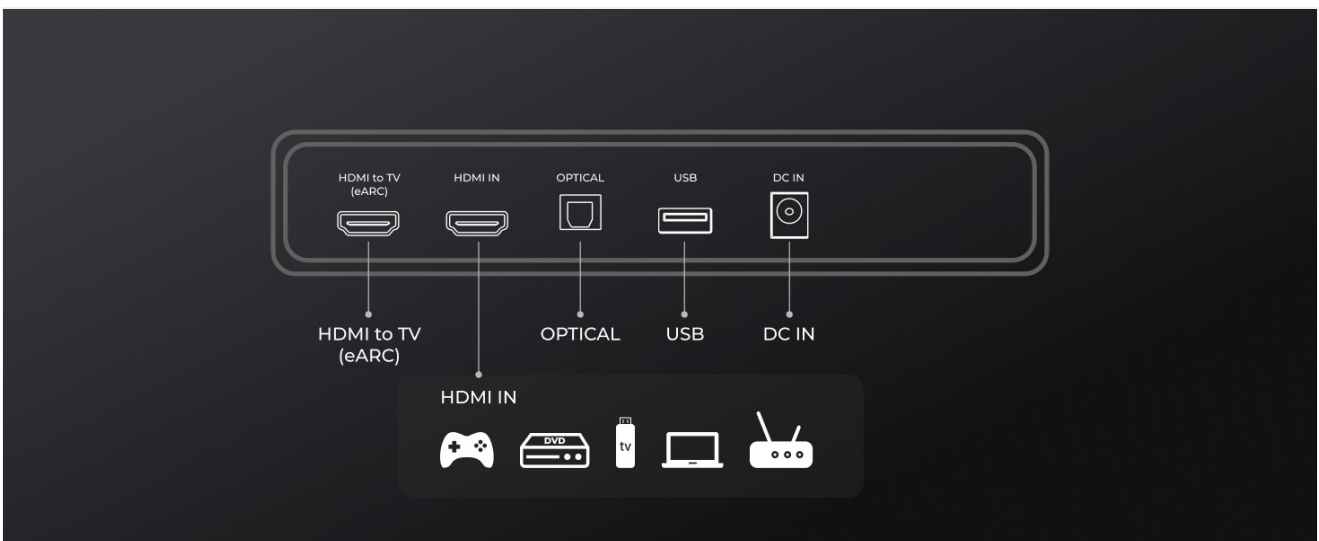 HDMI to TV
(eARC)
HDMI IN
OPTICAL
USB
DC IN
HDMI to TV
(eARC)
OPTICAL
USB
DC IN
HDMI IN
DVD
tv